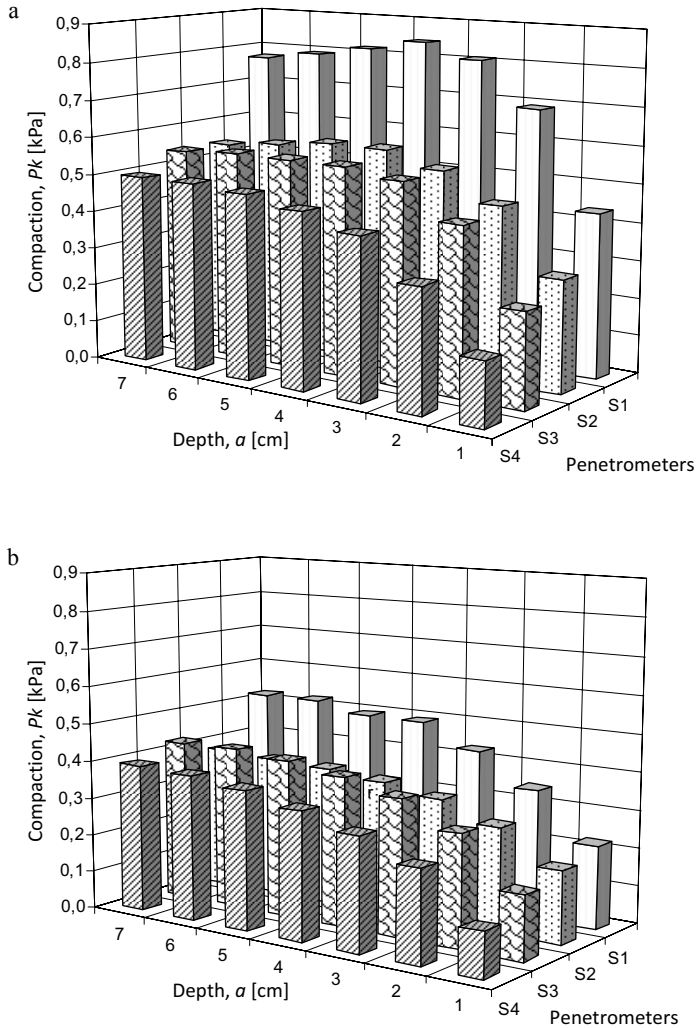 a
0,9
0,8
0,7
0,6
0,5
0,4
0,3
0,2
0,1
0,0
Compaction, Pk [kPa]
7
6
5
4
3
2
1
Depth, a [cm]
S4
S3
S2
S1
Penetrometers
b
0,9
0,8
0,7
0,6
0,5
0,4
0,3
0,2
0,1
0,0
Compaction, Pk [kPa]
7
6
5
4
3
2
1
Depth, a [cm]
S4
S3
S2
S1
Penetrometers